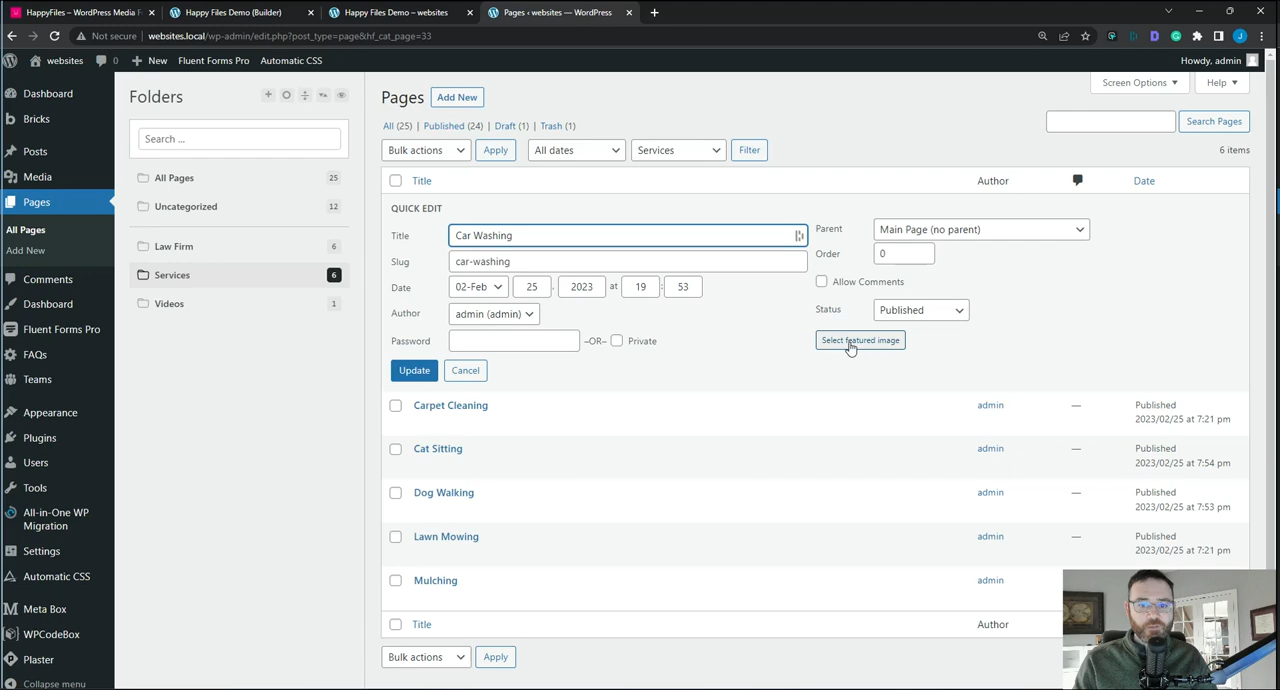 HappyFiles – WordPress Media F
Happy Files Demo (Builder)
Happy Files Demo – websites
Pages ‹ websites — WordPress
Not secure
websites.local/wp-admin/edit.php?post_type=page&hf_cat_page=33
websites
0
New
Fluent Forms Pro
Automatic CSS
Howdy, admin
Dashboard
Bricks
Posts
Media
Pages
All Pages
Add New
Comments
Dashboard
Fluent Forms Pro
FAQs
Teams
Appearance
Plugins
Users
Tools
All-in-One WP
Migration
Settings
Automatic CSS
Meta Box
WPCodeBox
Plaster
Collapse menu
Folders
Search ...
All Pages 25
Uncategorized 12
Law Firm 6
Services 6
Videos 1
Screen Options
Help
Pages
Add New
All (25) | Published (24) | Draft (1) | Trash (1)
Search Pages
Bulk actions
Apply
All dates
Services
Filter
6 items
Title
Author
Date
QUICK EDIT
Title Car Washing
Slug car-washing
Date 02-Feb 25 , 2023 at 19 : 53
Author admin (admin)
Password –OR– Private
Parent Main Page (no parent)
Order 0
Allow Comments
Status Published
Select featured image
Update
Cancel
Carpet Cleaning admin — Published
2023/02/25 at 7:21 pm
Cat Sitting admin — Published
2023/02/25 at 7:54 pm
Dog Walking admin — Published
2023/02/25 at 7:53 pm
Lawn Mowing admin — Published
2023/02/25 at 7:21 pm
Mulching admin
Title
Author
Bulk actions
Apply